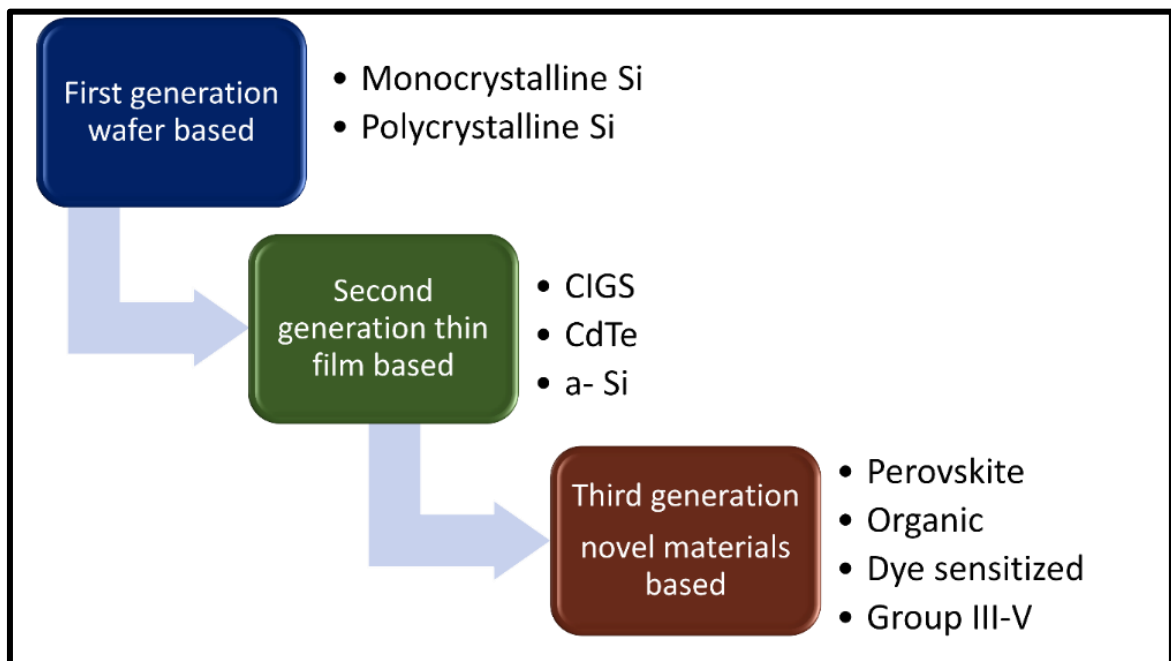 First generation
wafer based
• Monocrystalline Si
• Polycrystalline Si
Second
generation thin
film based
• CIGS
• CdTe
• a- Si
Third generation
novel materials
based
• Perovskite
• Organic
• Dye sensitized
• Group III-V